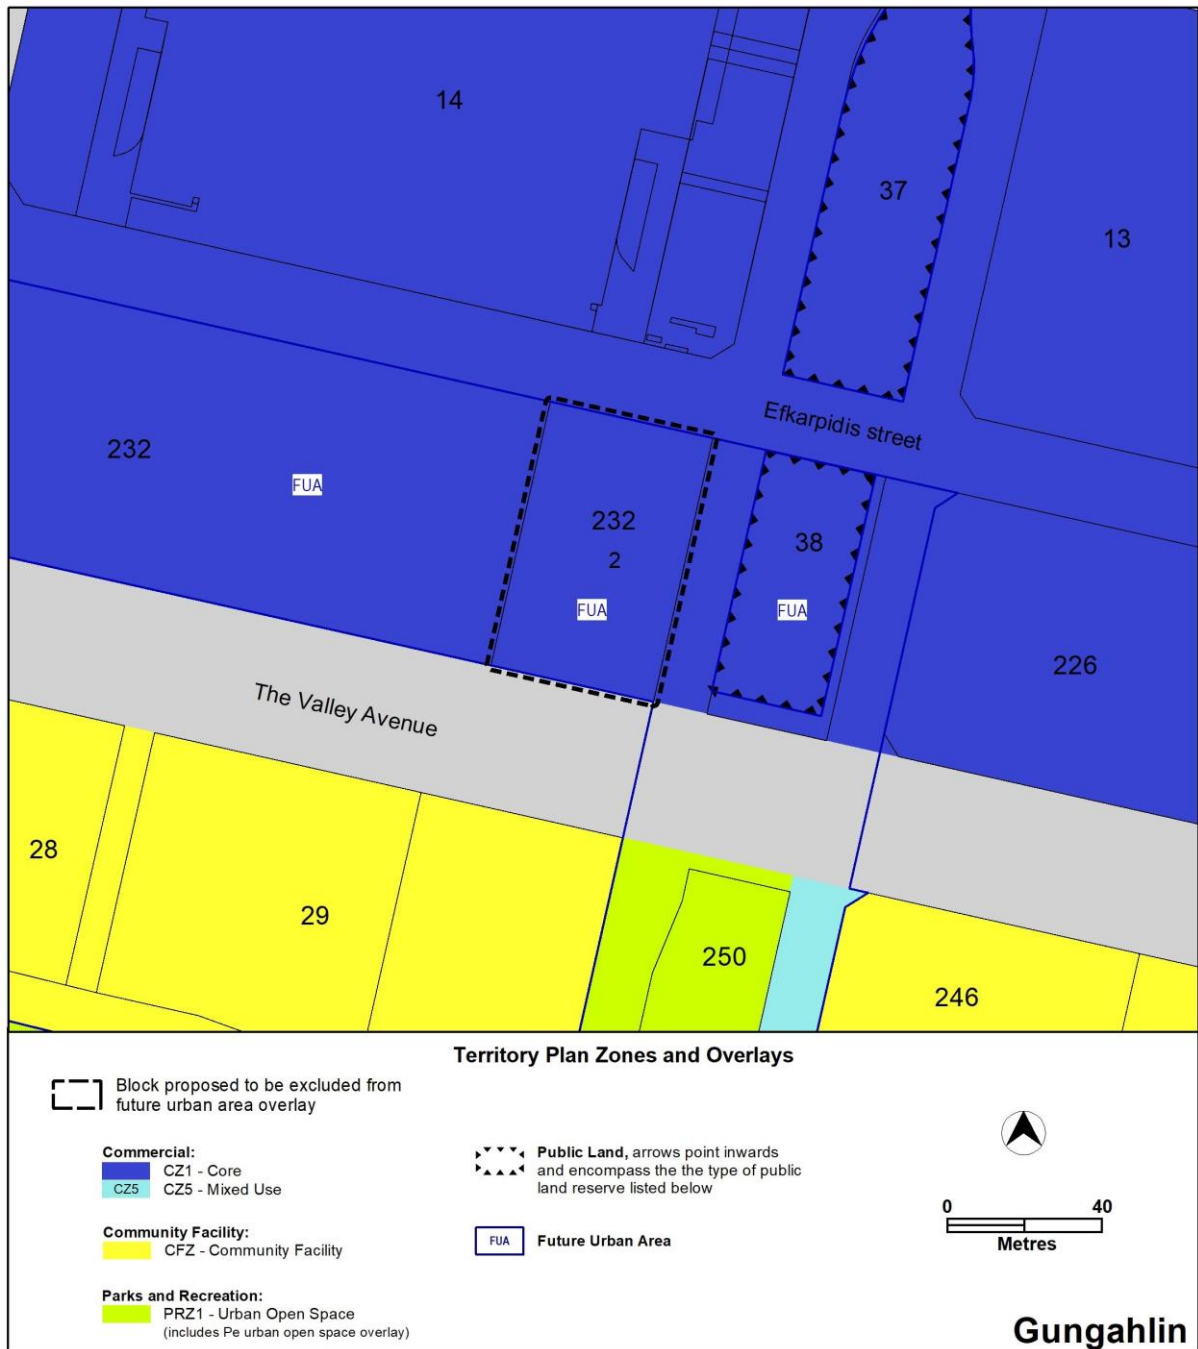 14
37
13
Efkarpidis street
232
FUA
232
2
FUA
38
FUA
226
The Valley Avenue
28
29
250
246
Territory Plan Zones and Overlays
Block proposed to be excluded from
future urban area overlay
Commercial:
CZ1 - Core
CZ5 CZ5 - Mixed Use
Community Facility:
CFZ - Community Facility
Parks and Recreation:
PRZ1 - Urban Open Space
(includes Pe urban open space overlay)
Public Land, arrows point inwards
and encompass the the type of public
land reserve listed below
FUA Future Urban Area
0 40
Metres
Gungahlin